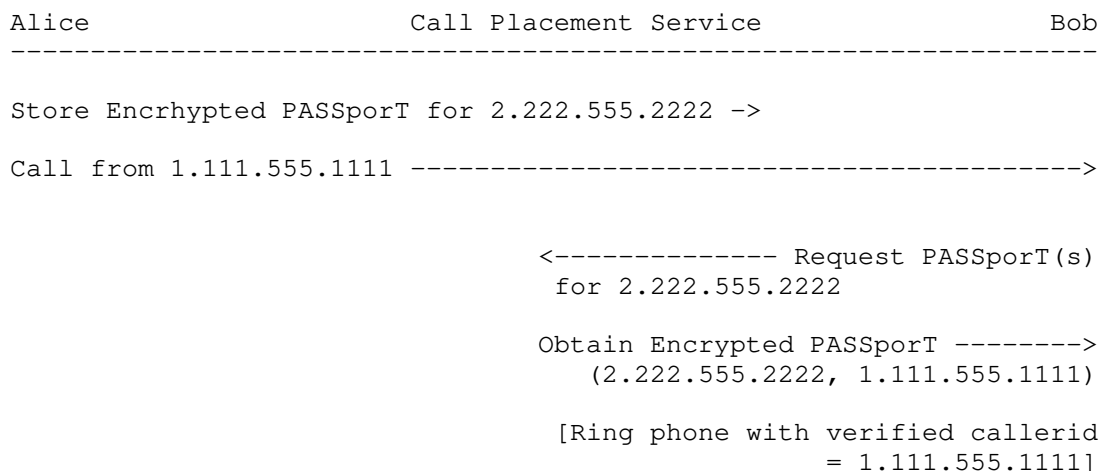 Alice                    Call Placement Service                  Bob
--------------------------------------------------------------------
Store Encrhypted PASSporT for 2.222.555.2222 ->
Call from 1.111.555.1111 ------------------------------------------>
<-------------- Request PASSporT(s)
for 2.222.555.2222
Obtain Encrypted PASSporT -------->
(2.222.555.2222, 1.111.555.1111)
[Ring phone with verified callerid
= 1.111.555.1111]